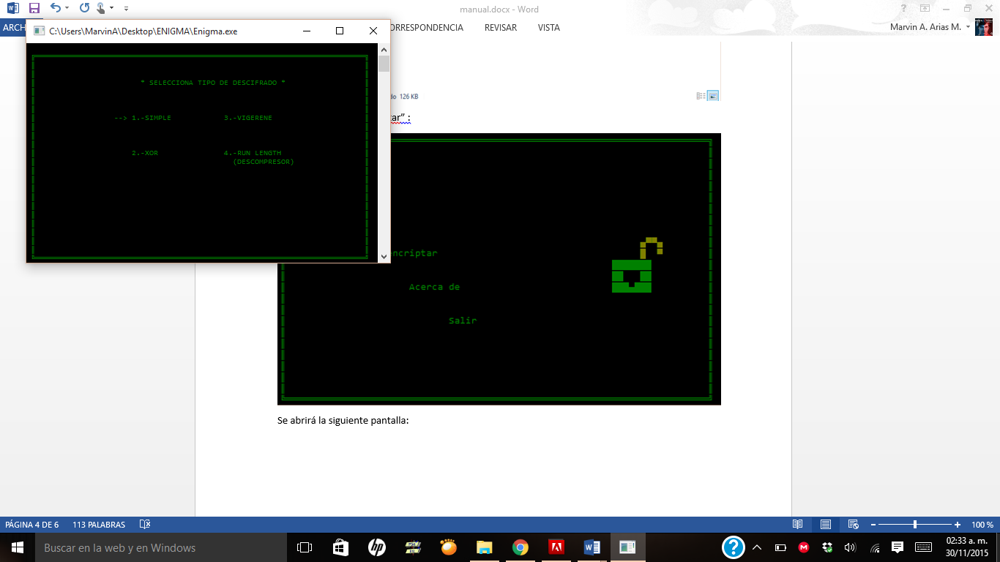 manual.docx - Word
C:\Users\MarvinA\Desktop\ENIGMA\Enigma.exe
ARCH
ORRESPONDENCIA REVISAR VISTA
Marvin A. Arias M.
" SELECCIONA TIPO DE DESCIFRADO "
--> 1.-SIMPLE 3.-VIGERENE
2.-XOR 4.-RUN LENGTH
(DESCOMPRESOR)
do 126 KB
tar” :
encriptar
Acerca de
Salir
Se abrirá la siguiente pantalla:
PÁGINA 4 DE 6 113 PALABRAS
100 %
Buscar en la web y en Windows
02:33 a. m.
30/11/2015